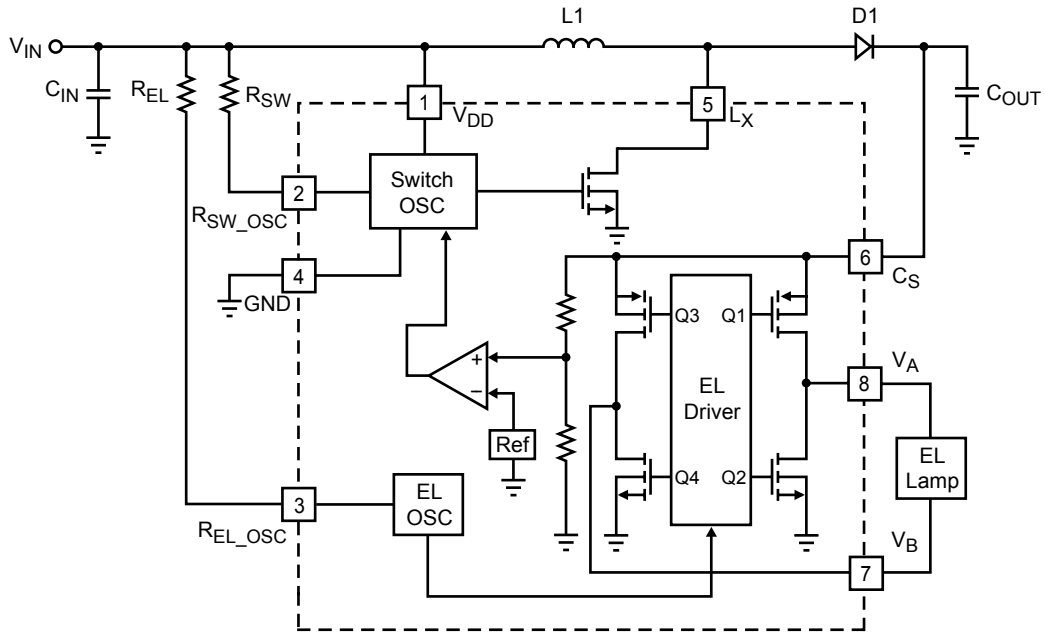 L1
D1
VIN
CIN
REL
RSW
1
VDD
5
LX
COUT
2
RSW_OSC
Switch
OSC
4
GND
6
CS
Q3
Q1
+
−
Ref
EL
Driver
8
VA
EL
Lamp
Q4
Q2
3
REL_OSC
EL
OSC
VB
7